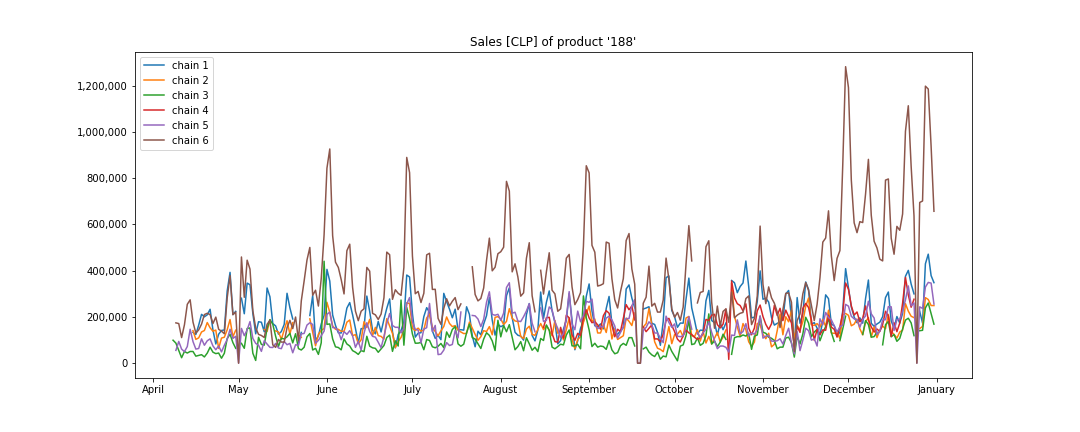 Sales [CLP] of product '188'
chain 1
chain 2
chain 3
chain 4
chain 5
chain 6
1,200,000
1,000,000
800,000
600,000
400,000
200,000
0
April May June July August September October November December January